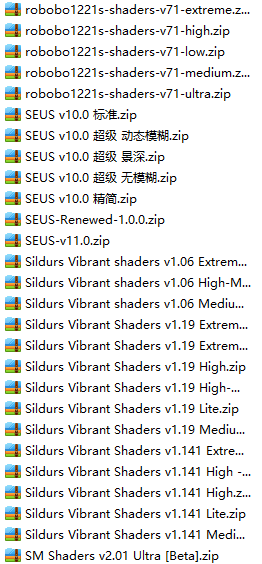 robobo1221s-shaders-v71-extreme.z...
robobo1221s-shaders-v71-high.zip
robobo1221s-shaders-v71-low.zip
robobo1221s-shaders-v71-medium.z...
robobo1221s-shaders-v71-ultra.zip
SEUS v10.0 标准.zip
SEUS v10.0 超级 动态模糊.zip
SEUS v10.0 超级 景深.zip
SEUS v10.0 超级 无模糊.zip
SEUS v10.0 精简.zip
SEUS-Renewed-1.0.0.zip
SEUS-v11.0.zip
Sildurs Vibrant shaders v1.06 Extrem...
Sildurs Vibrant shaders v1.06 High-M...
Sildurs Vibrant shaders v1.06 Mediu...
Sildurs Vibrant Shaders v1.19 Extrem...
Sildurs Vibrant Shaders v1.19 Extrem...
Sildurs Vibrant Shaders v1.19 High.zip
Sildurs Vibrant Shaders v1.19 High-...
Sildurs Vibrant Shaders v1.19 Lite.zip
Sildurs Vibrant Shaders v1.19 Mediu...
Sildurs Vibrant Shaders v1.141 Extre...
Sildurs Vibrant Shaders v1.141 High -...
Sildurs Vibrant Shaders v1.141 High.z...
Sildurs Vibrant Shaders v1.141 Lite.zip
Sildurs Vibrant Shaders v1.141 Medi...
SM Shaders v2.01 Ultra [Beta].zip